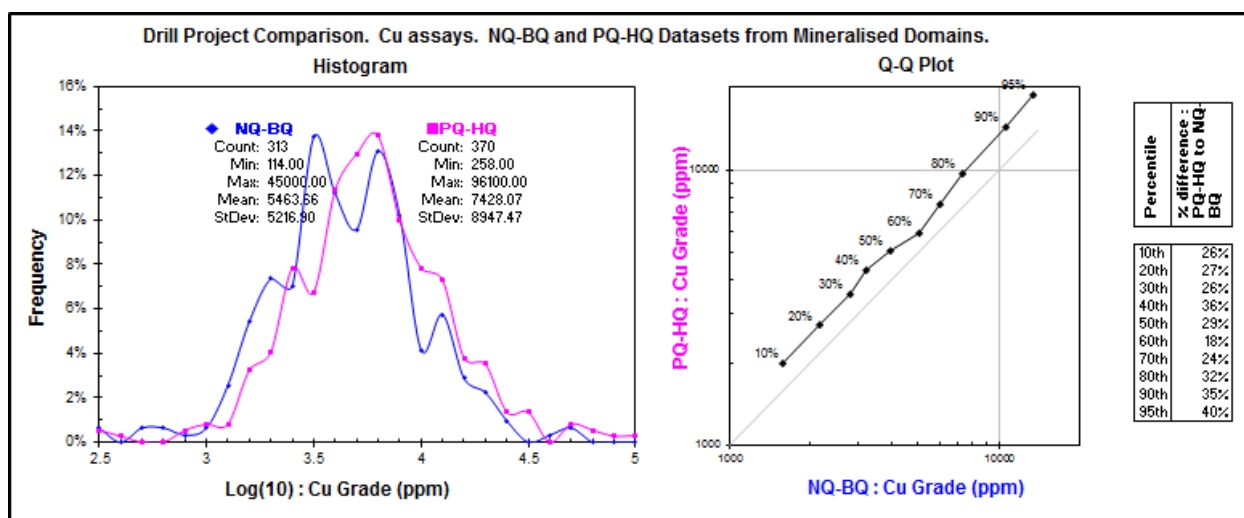 Drill Project Comparison. Cu assays. NQ-BQ and PQ-HQ Datasets from Mineralised Domains.
Histogram
16%
14%
12%
10%
8%
6%
4%
2%
0%
Frequency
2.5
3
3.5
4
4.5
5
Log(10) : Cu Grade (ppm)
NQ-BQ
Count: 313
Min: 114.00
Max: 45000.00
Mean: 5463.66
StDev: 5216.90
PQ-HQ
Count: 370
Min: 258.00
Max: 96100.00
Mean: 7428.07
StDev: 8947.47
Q-Q Plot
PQ-HQ : Cu Grade (ppm)
10000
1000
95%
90%
80%
70%
60%
50%
40%
30%
20%
10%
1000
10000
NQ-BQ : Cu Grade (ppm)
Percentile
% difference :
PQ-HQ to NQ-
BQ
10th 26%
20th 27%
30th 26%
40th 36%
50th 29%
60th 18%
70th 24%
80th 32%
90th 35%
95th 40%